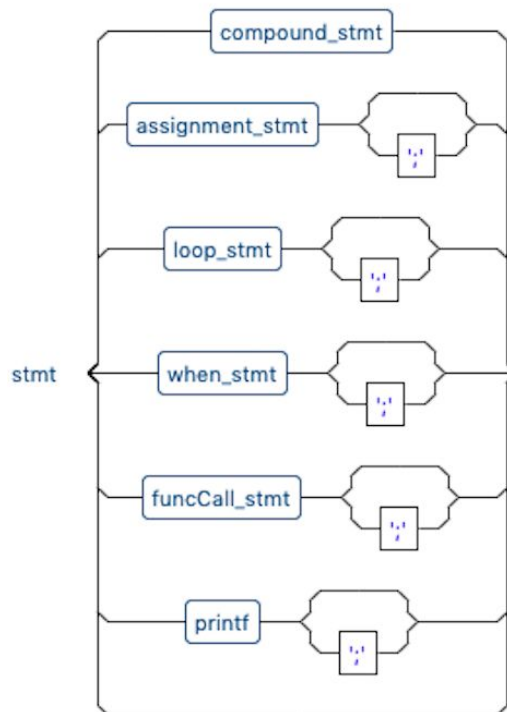 compound_stmt
assignment_stmt
';'
loop_stmt
';'
stmt
when_stmt
';'
funcCall_stmt
';'
printf
';'